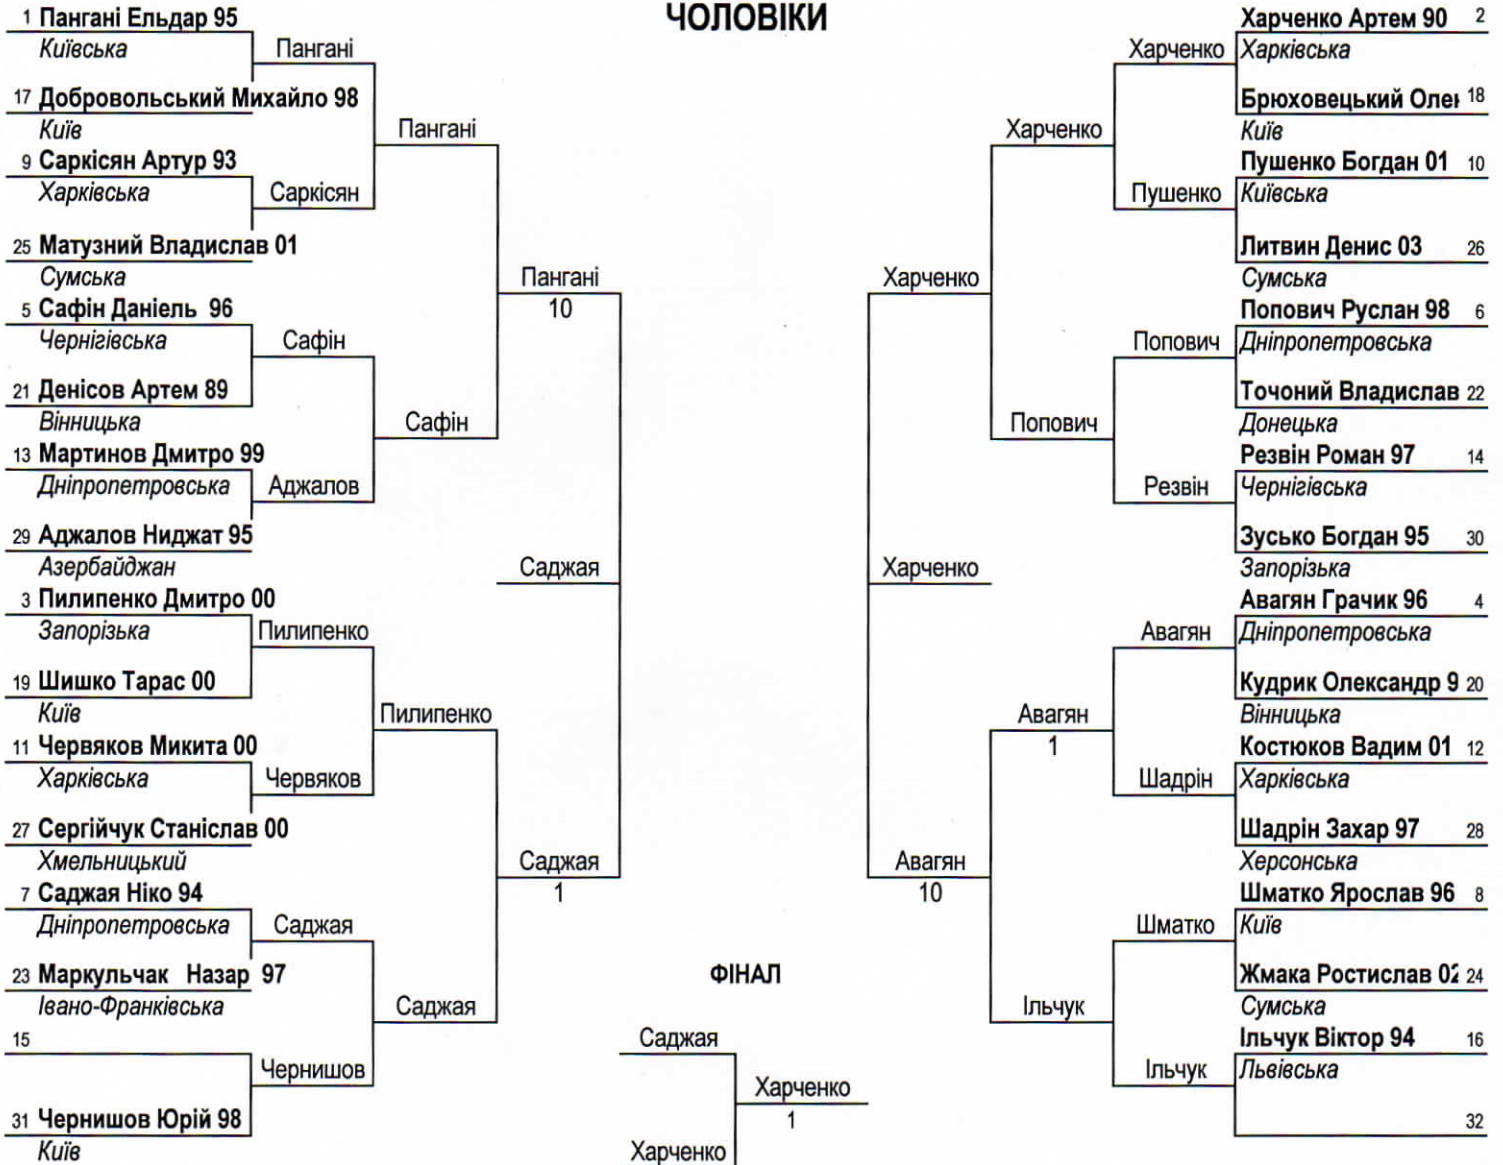 ЧОЛОВІКИ
1 Пангані Ельдар 95
Київська
Пангані
17 Добровольський Михайло 98
Київ
Пангані
9 Саркісян Артур 93
Харківська
Саркісян
25 Матузний Владислав 01
Сумська
Пангані
10
5 Сафін Даніель 96
Чернігівська
Сафін
21 Денісов Артем 89
Вінницька
Сафін
13 Мартинов Дмитро 99
Дніпропетровська
Аджалов
29 Аджалов Ниджат 95
Азербайджан
Саджая
3 Пилипенко Дмитро 00
Запорізька
Пилипенко
19 Шишко Тарас 00
Київ
Пилипенко
11 Червяков Микита 00
Харківська
Червяков
27 Сергійчук Станіслав 00
Хмельницький
Саджая
1
7 Саджая Ніко 94
Дніпропетровська
Саджая
23 Маркульчак Назар 97
Івано-Франківська
Саджая
15
Чернишов
31 Чернишов Юрій 98
Київ
ФІНАЛ
Саджая
Харченко
1
Харченко
Харченко Артем 90 2
Харченко
Харківська
Брюховецький Олен 18
Харченко
Київ
Пушенко Богдан 01 10
Пушенко
Київська
Литвин Денис 03 26
Харченко
Сумська
Попович Руслан 98 6
Попович
Дніпропетровська
Точоний Владислав 22
Попович
Донецька
Резвін Роман 97 14
Резвін
Чернігівська
Зусько Богдан 95 30
Харченко
Запорізька
Авагян Грачик 96 4
Авагян
Дніпропетровська
Кудрик Олександр 9 20
Авагян
1
Вінницька
Костюков Вадим 01 12
Шадрін
Харківська
Шадрін Захар 97 28
Авагян
10
Херсонська
Шматко Ярослав 96 8
Шматко
Київ
Жмака Ростислав 02 24
Ільчук
Сумська
Ільчук Віктор 94 16
Ільчук
Львівська
32